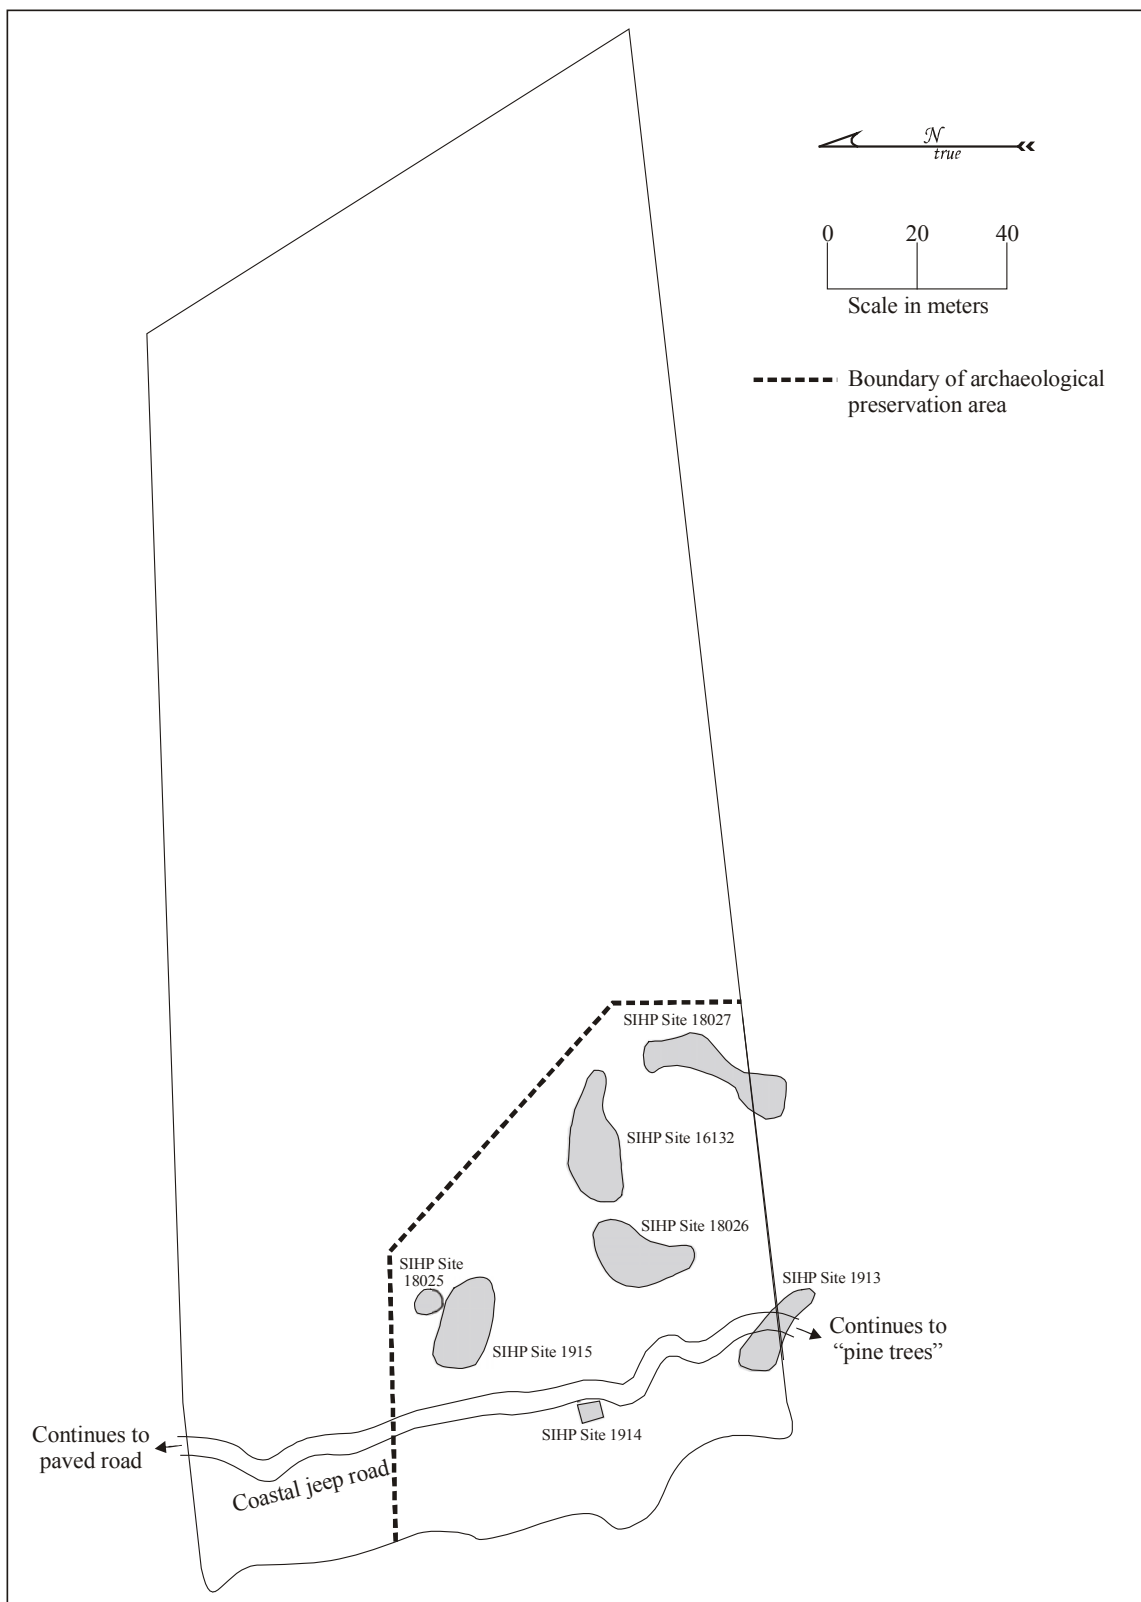 N
true
0 20 40
Scale in meters
Boundary of archaeological
preservation area
SIHP Site 18027
SIHP Site 16132
SIHP Site 18026
SIHP Site
18025
SIHP Site 1913
Continues to
“pine trees”
SIHP Site 1915
SIHP Site 1914
Continues to
paved road
Coastal jeep road